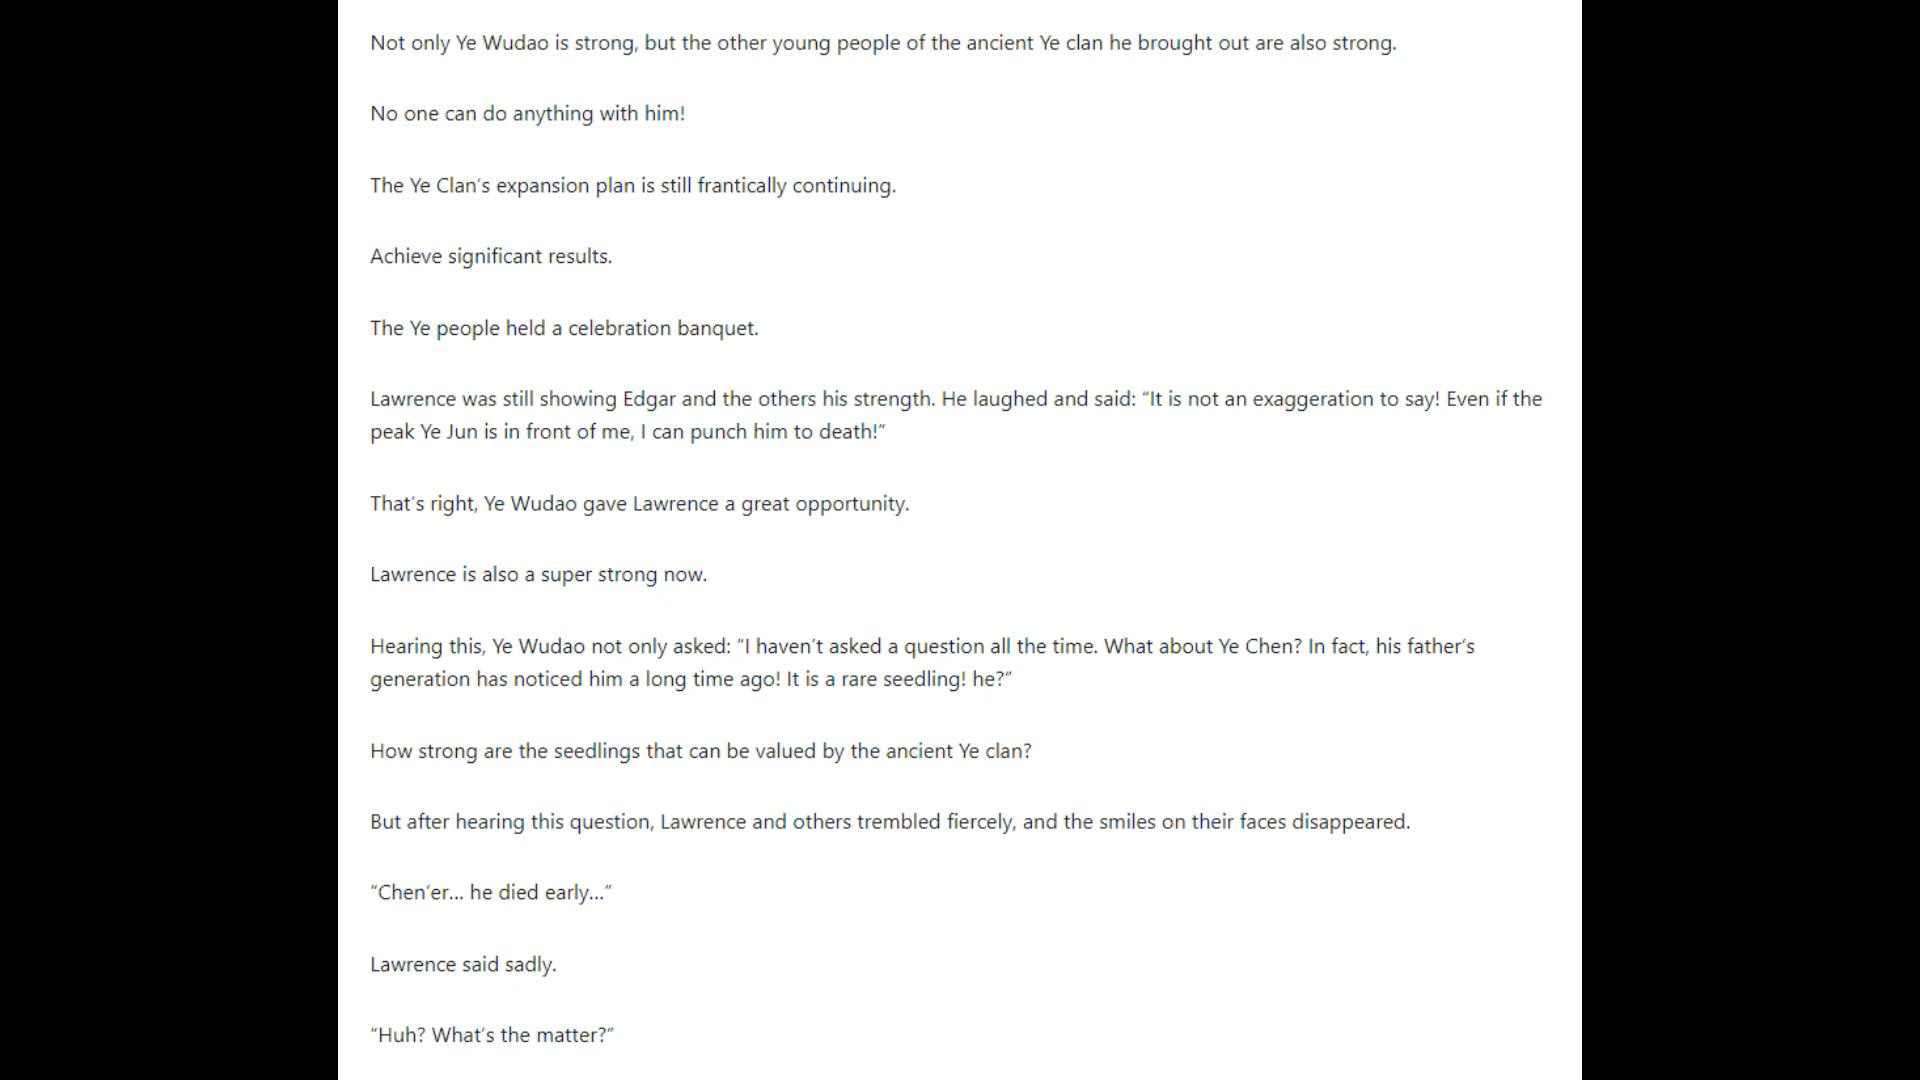 Not only Ye Wudao is strong, but the other young people of the ancient Ye clan he brought out are also strong.
No one can do anything with him!
The Ye Clan’s expansion plan is still frantically continuing.
Achieve significant results.
The Ye people held a celebration banquet.
Lawrence was still showing Edgar and the others his strength. He laughed and said: “It is not an exaggeration to say! Even if the
peak Ye Jun is in front of me, I can punch him to death!”
That’s right, Ye Wudao gave Lawrence a great opportunity.
Lawrence is also a super strong now.
Hearing this, Ye Wudao not only asked: “I haven’t asked a question all the time. What about Ye Chen? In fact, his father’s
generation has noticed him a long time ago! It is a rare seedling! he?”
How strong are the seedlings that can be valued by the ancient Ye clan?
But after hearing this question, Lawrence and others trembled fiercely, and the smiles on their faces disappeared.
“Chen’er… he died early…”
Lawrence said sadly.
“Huh? What’s the matter?”